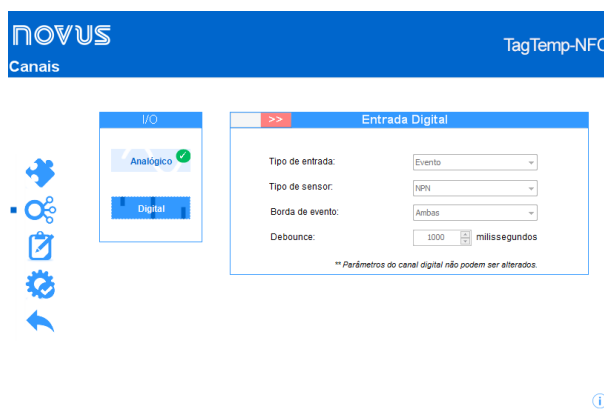 NOVUS
TagTemp-NFC
Canais
I/O
Analógico
Digital
>> Entrada Digital
Tipo de entrada: Evento
Tipo de sensor: NPN
Borda de evento: Ambas
Debounce: 1000 milissegundos
** Parâmetros do canal digital não podem ser alterados.
i